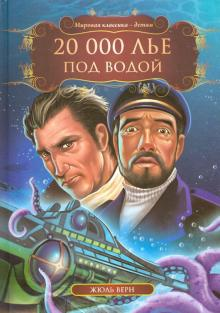 Мировая классика – детям
20 000 ЛЬЕ
ПОД ВОДОЙ
ЖЮЛЬ ВЕРН